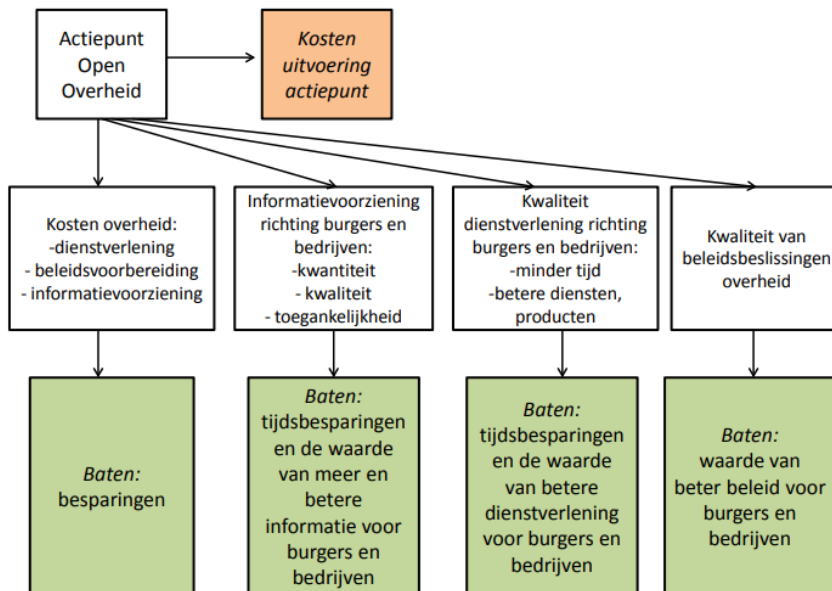 Actiepunt
Open
Overheid
Kosten
uitvoering
actiepunt
Kosten overheid:
-dienstverlening
- beleidsvoorbereiding
- informatievoorziening
Informatievoorziening
richting burgers en
bedrijven:
-kwantiteit
- kwaliteit
- toegankelijkheid
Kwaliteit
dienstverlening richting
burgers en bedrijven:
-minder tijd
-betere diensten,
producten
Kwaliteit van
beleidsbeslissingen
overheid
Baten:
besparingen
Baten:
tijdsbesparingen
en de waarde
van meer en
betere
informatie voor
burgers en
bedrijven
Baten:
tijdsbesparingen
en de waarde
van betere
dienstverlening
voor burgers en
bedrijven
Baten:
waarde van
beter beleid voor
burgers en
bedrijven